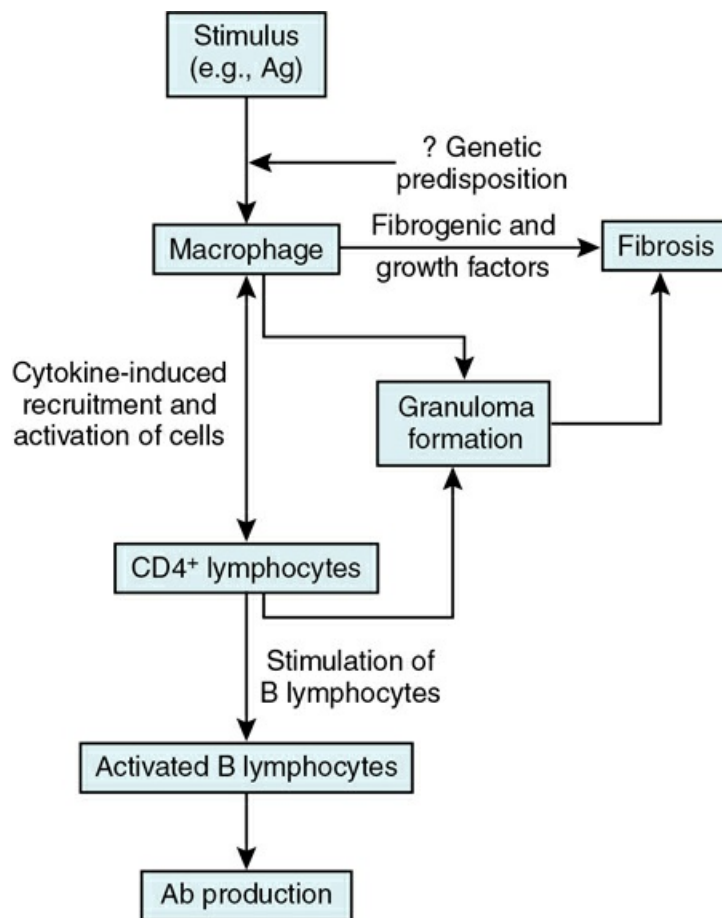 Stimulus
(e.g., Ag)
? Genetic
predisposition
Macrophage
Fibrogenic and
growth factors
Fibrosis
Cytokine-induced
recruitment and
activation of cells
Granuloma
formation
CD4⁺ lymphocytes
Stimulation of
B lymphocytes
Activated B lymphocytes
Ab production